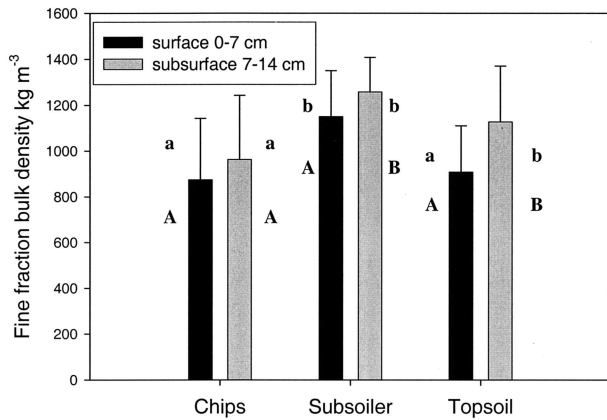 Fine fraction bulk density kg m-3
1600
1400
1200
1000
800
600
400
200
0
surface 0-7 cm
subsurface 7-14 cm
a
a
A
A
b
b
A
B
a
b
A
B
Chips
Subsoiler
Topsoil